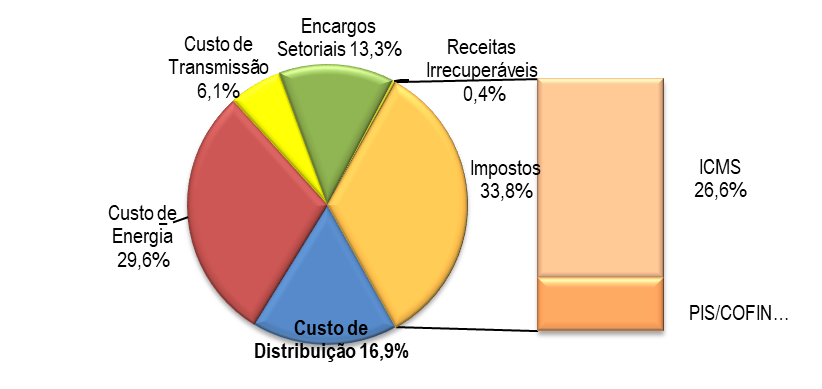 Encargos
Setoriais 13,3%
Custo de
Transmissão
6,1%
Receitas
Irrecuperáveis
0,4%
Impostos
33,8%
ICMS
26,6%
Custo de
Energia
29,6%
Custo de
Distribuição 16,9%
PIS/COFIN…